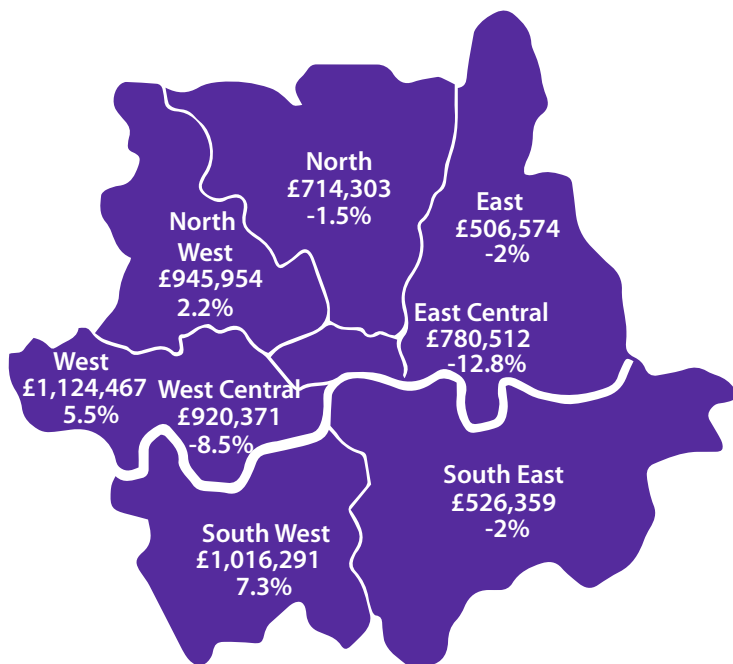 North
£714,303
-1.5%
East
£506,574
-2%
North
West
£945,954
2.2%
East Central
£780,512
-12.8%
West
£1,124,467
5.5%
West Central
£920,371
-8.5%
South East
£526,359
-2%
South West
£1,016,291
7.3%